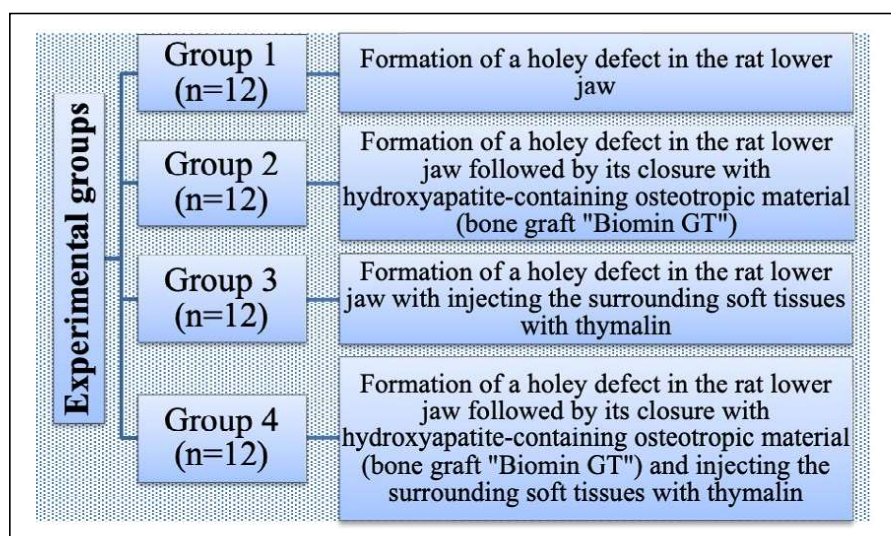 Experimental groups
Group 1
(n=12)
Formation of a holey defect in the rat lower
jaw
Group 2
(n=12)
Formation of a holey defect in the rat lower
jaw followed by its closure with
hydroxyapatite-containing osteotropic material
(bone graft "Biomin GT")
Group 3
(n=12)
Formation of a holey defect in the rat lower
jaw with injecting the surrounding soft tissues
with thymalin
Group 4
(n=12)
Formation of a holey defect in the rat lower
jaw followed by its closure with
hydroxyapatite-containing osteotropic material
(bone graft "Biomin GT") and injecting the
surrounding soft tissues with thymalin